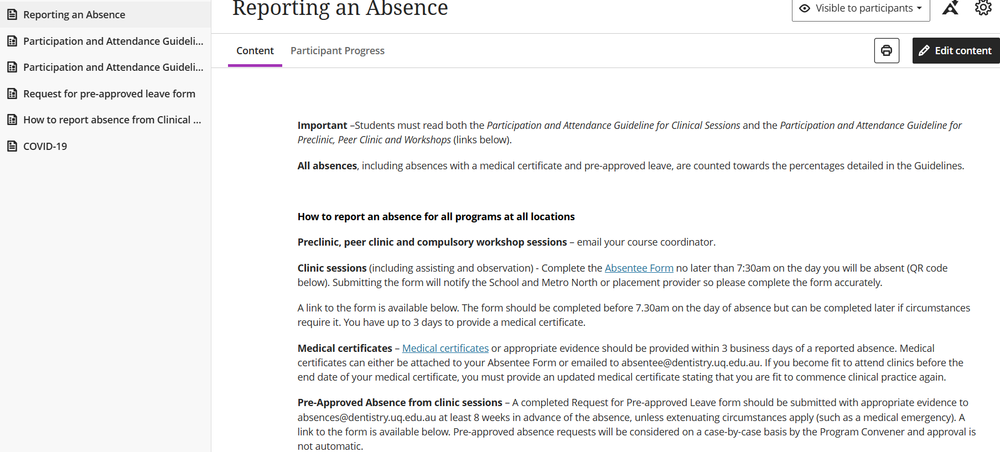 Reporting an Absence
Participation and Attendance Guideli...
Participation and Attendance Guideli...
Request for pre-approved leave form
How to report absence from Clinical ...
COVID-19
Reporting an Absence
Visible to participants
Content
Participant Progress
Edit content
Important –Students must read both the Participation and Attendance Guideline for Clinical Sessions and the Participation and Attendance Guideline for
Preclinic, Peer Clinic and Workshops (links below).
All absences, including absences with a medical certificate and pre-approved leave, are counted towards the percentages detailed in the Guidelines.
How to report an absence for all programs at all locations
Preclinic, peer clinic and compulsory workshop sessions – email your course coordinator.
Clinic sessions (including assisting and observation) - Complete the Absentee Form no later than 7:30am on the day you will be absent (QR code
below). Submitting the form will notify the School and Metro North or placement provider so please complete the form accurately.
A link to the form is available below. The form should be completed before 7.30am on the day of absence but can be completed later if circumstances
require it. You have up to 3 days to provide a medical certificate.
Medical certificates – Medical certificates or appropriate evidence should be provided within 3 business days of a reported absence. Medical
certificates can either be attached to your Absentee Form or emailed to absentee@dentistry.uq.edu.au. If you become fit to attend clinics before the
end date of your medical certificate, you must provide an updated medical certificate stating that you are fit to commence clinical practice again.
Pre-Approved Absence from clinic sessions – A completed Request for Pre-approved Leave form should be submitted with appropriate evidence to
absences@dentistry.uq.edu.au at least 8 weeks in advance of the absence, unless extenuating circumstances apply (such as a medical emergency). A
link to the form is available below. Pre-approved absence requests will be considered on a case-by-case basis by the Program Convener and approval is
not automatic.